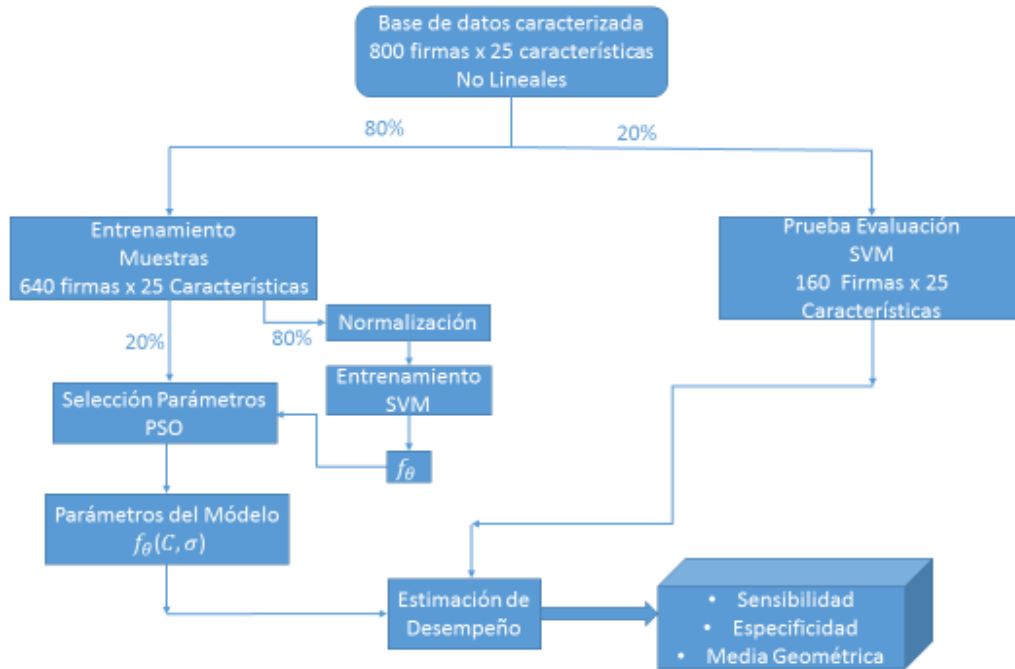 Base de datos caracterizada
800 firmas x 25 características
No Lineales
80%
20%
Entrenamiento
Muestras
640 firmas x 25 Características
Prueba Evaluación
SVM
160 Firmas x 25
Características
20%
80%
Normalización
Entrenamiento
SVM
Selección Parámetros
PSO
f_θ
Parámetros del Módelo
f_θ(C, σ)
Estimación de
Desempeño
• Sensibilidad
• Especificidad
• Media Geométrica